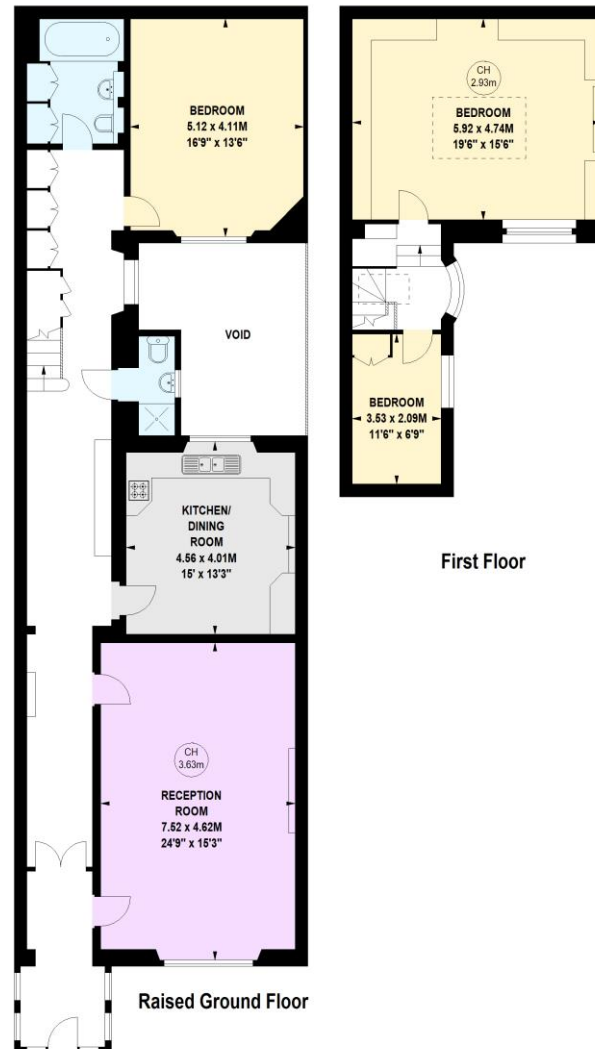 BEDROOM
5.12 x 4.11M
16'9" x 13'6"
VOID
KITCHEN/
DINING
ROOM
4.56 x 4.01M
15' x 13'3"
CH
3.63m
RECEPTION
ROOM
7.52 x 4.62M
24'9" x 15'3"
Raised Ground Floor
CH
2.93m
BEDROOM
5.92 x 4.74M
19'6" x 15'6"
BEDROOM
3.53 x 2.09M
11'6" x 6'9"
First Floor